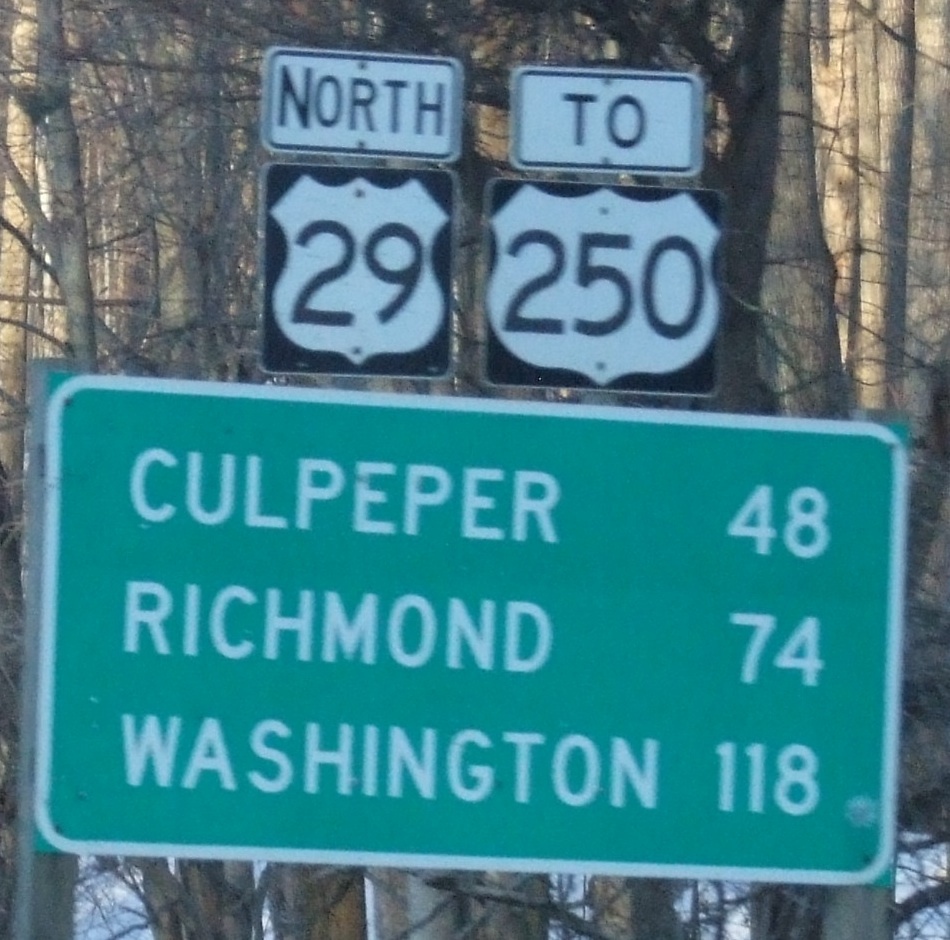 NORTH TO
29 250
CULPEPER 48
RICHMOND 74
WASHINGTON 118